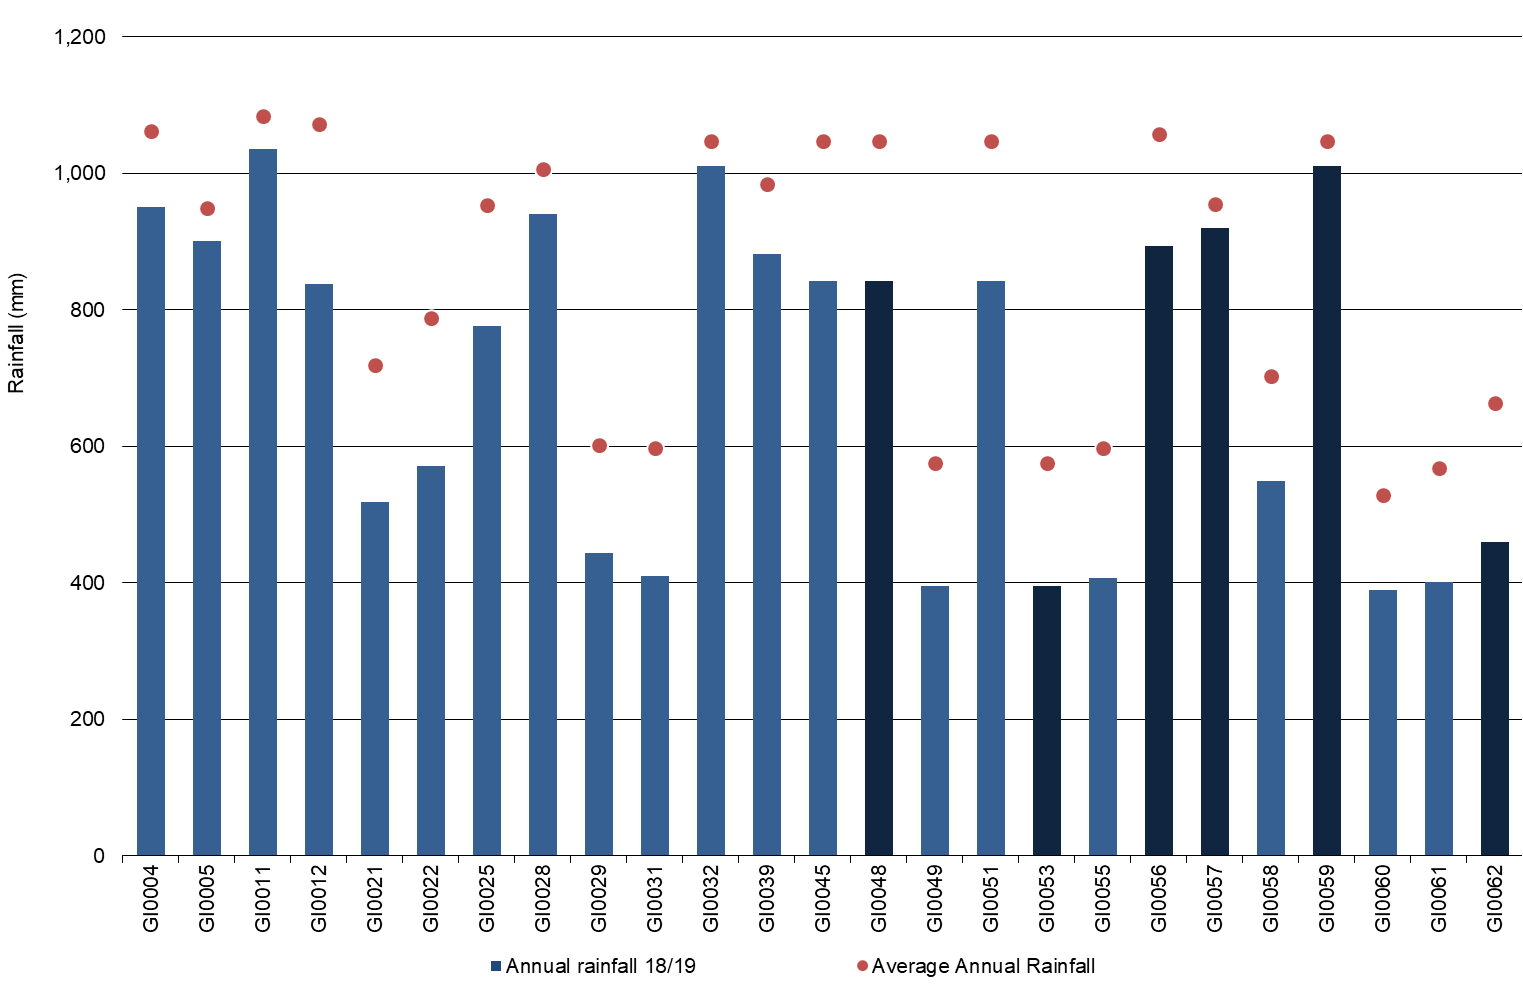 1,200
1,000
800
600
400
200
0
Rainfall (mm)
GI0004
GI0005
GI0011
GI0012
GI0021
GI0022
GI0025
GI0028
GI0029
GI0031
GI0032
GI0039
GI0045
GI0048
GI0049
GI0051
GI0053
GI0055
GI0056
GI0057
GI0058
GI0059
GI0060
GI0061
GI0062
Annual rainfall 18/19
Average Annual Rainfall